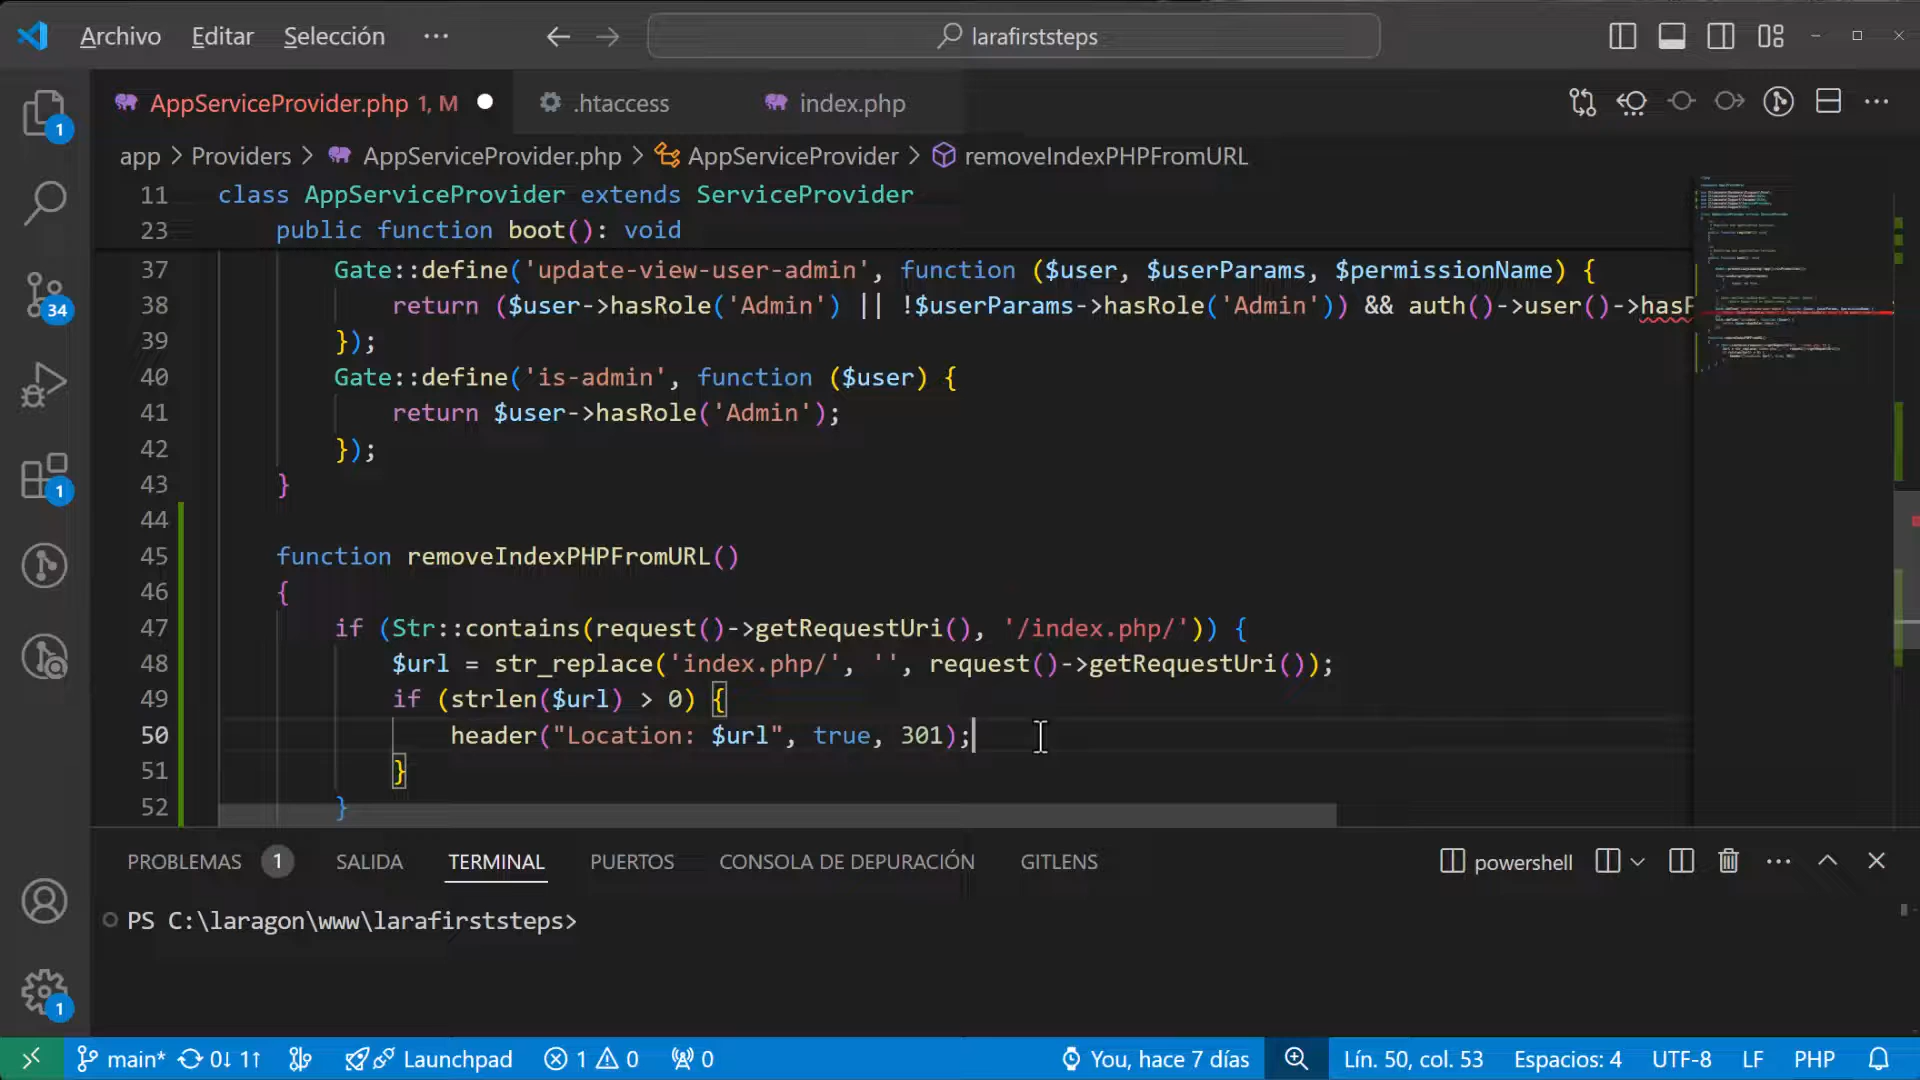 Archivo Editar Selección ··· larafirststeps
AppServiceProvider.php 1, M .htaccess index.php
app > Providers > AppServiceProvider.php > AppServiceProvider > removeIndexPHPFromURL
11 class AppServiceProvider extends ServiceProvider
23 public function boot(): void
37 Gate::define('update-view-user-admin', function ($user, $userParams, $permissionName) {
38 return ($user->hasRole('Admin') || !$userParams->hasRole('Admin')) && auth()->user()->hasP
39 });
40 Gate::define('is-admin', function ($user) {
41 return $user->hasRole('Admin');
42 });
43 }
44
45 function removeIndexPHPFromURL()
46 {
47 if (Str::contains(request()->getRequestUri(), '/index.php/')) {
48 $url = str_replace('index.php/', '', request()->getRequestUri());
49 if (strlen($url) > 0) {
50 header("Location: $url", true, 301);
51 }
52 }
1
34
1
1
PROBLEMAS 1 SALIDA TERMINAL PUERTOS CONSOLA DE DEPURACIÓN GITLENS powershell
PS C:\laragon\www\larafirststeps>
main* 0↓ 1↑ Launchpad 1 0 0 You, hace 7 días Lín. 50, col. 53 Espacios: 4 UTF-8 LF PHP